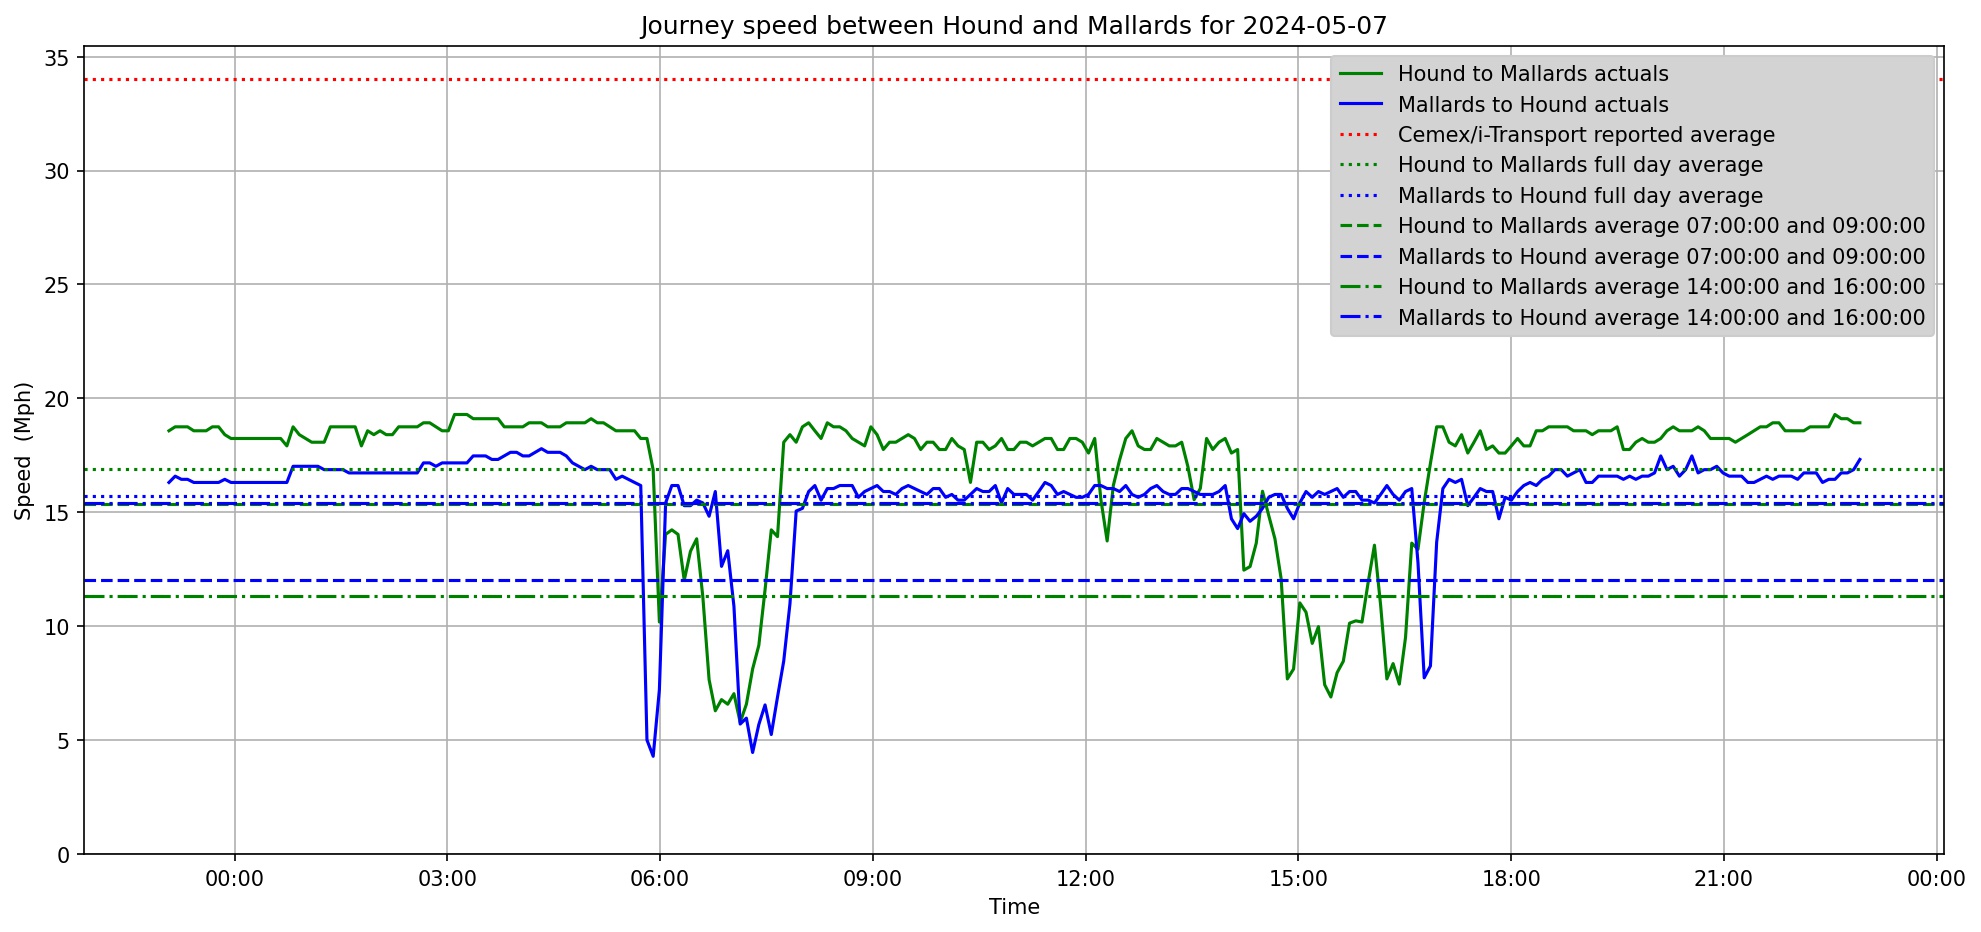 Journey speed between Hound and Mallards for 2024-05-07
35
30
25
20
15
10
5
0
Speed (Mph)
Hound to Mallards actuals
Mallards to Hound actuals
Cemex/i-Transport reported average
Hound to Mallards full day average
Mallards to Hound full day average
Hound to Mallards average 07:00:00 and 09:00:00
Mallards to Hound average 07:00:00 and 09:00:00
Hound to Mallards average 14:00:00 and 16:00:00
Mallards to Hound average 14:00:00 and 16:00:00
00:00 03:00 06:00 09:00 12:00 15:00 18:00 21:00 00:00
Time